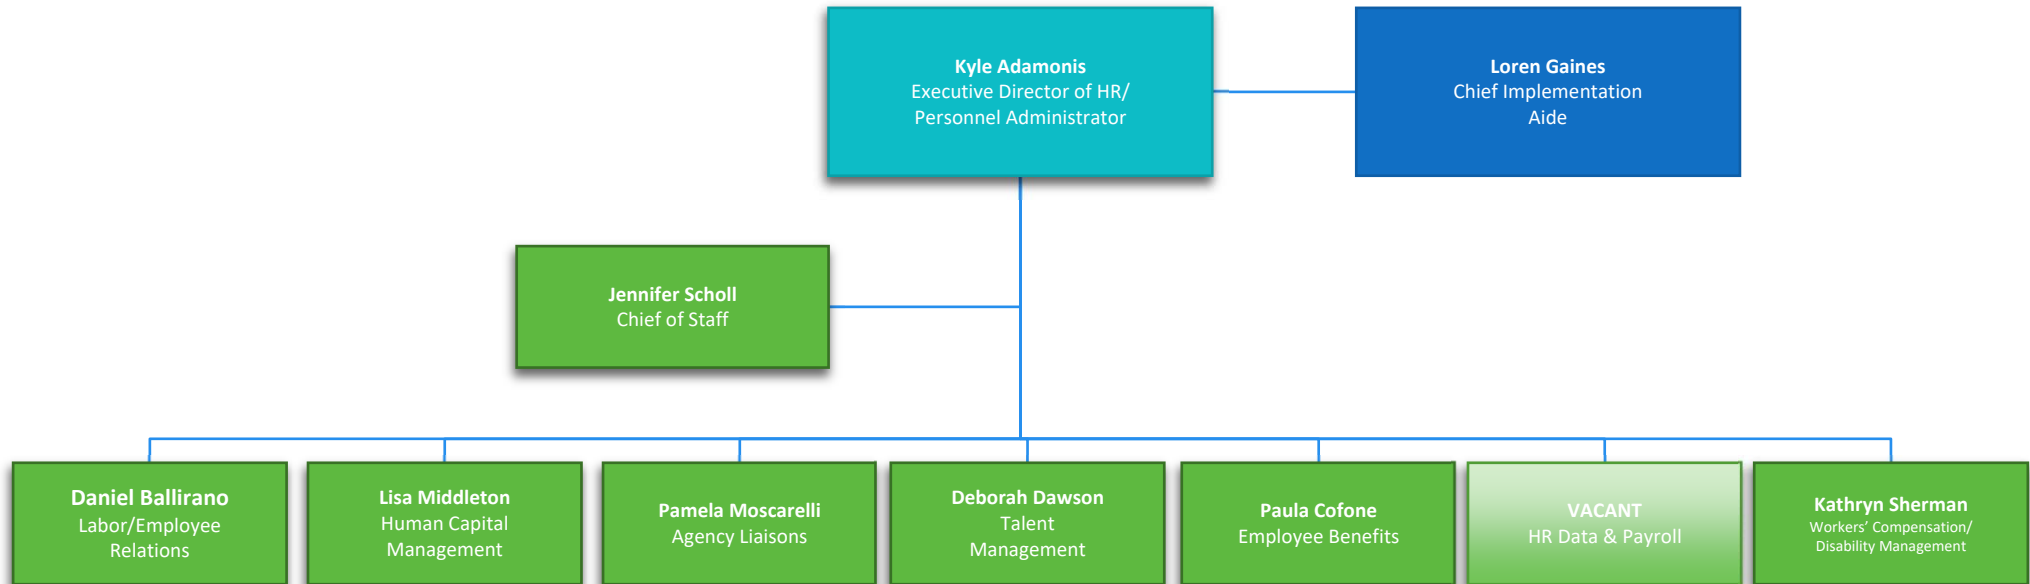 Kyle Adamonis
Executive Director of HR/
Personnel Administrator
Loren Gaines
Chief Implementation
Aide
Jennifer Scholl
Chief of Staff
Daniel Ballirano
Labor/Employee
Relations
Lisa Middleton
Human Capital
Management
Pamela Moscarelli
Agency Liaisons
Deborah Dawson
Talent
Management
Paula Cofone
Employee Benefits
VACANT
HR Data & Payroll
Kathryn Sherman
Workers’ Compensation/
Disability Management